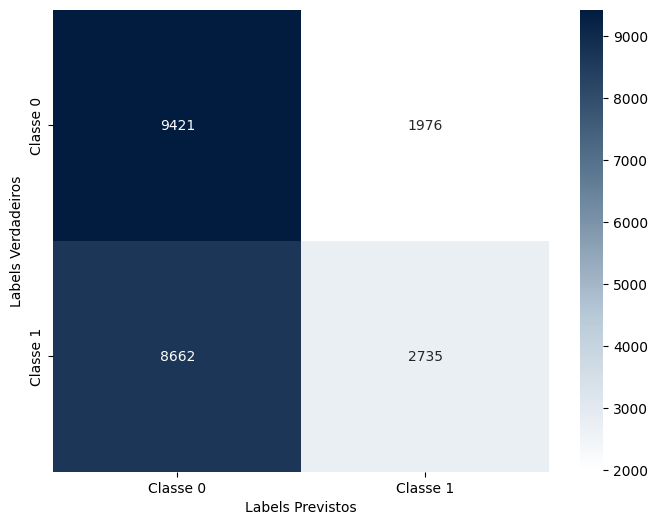 Labels Verdadeiros
Classe 0
9421
1976
Classe 1
8662
2735
Classe 0
Classe 1
Labels Previstos
9000
8000
7000
6000
5000
4000
3000
2000